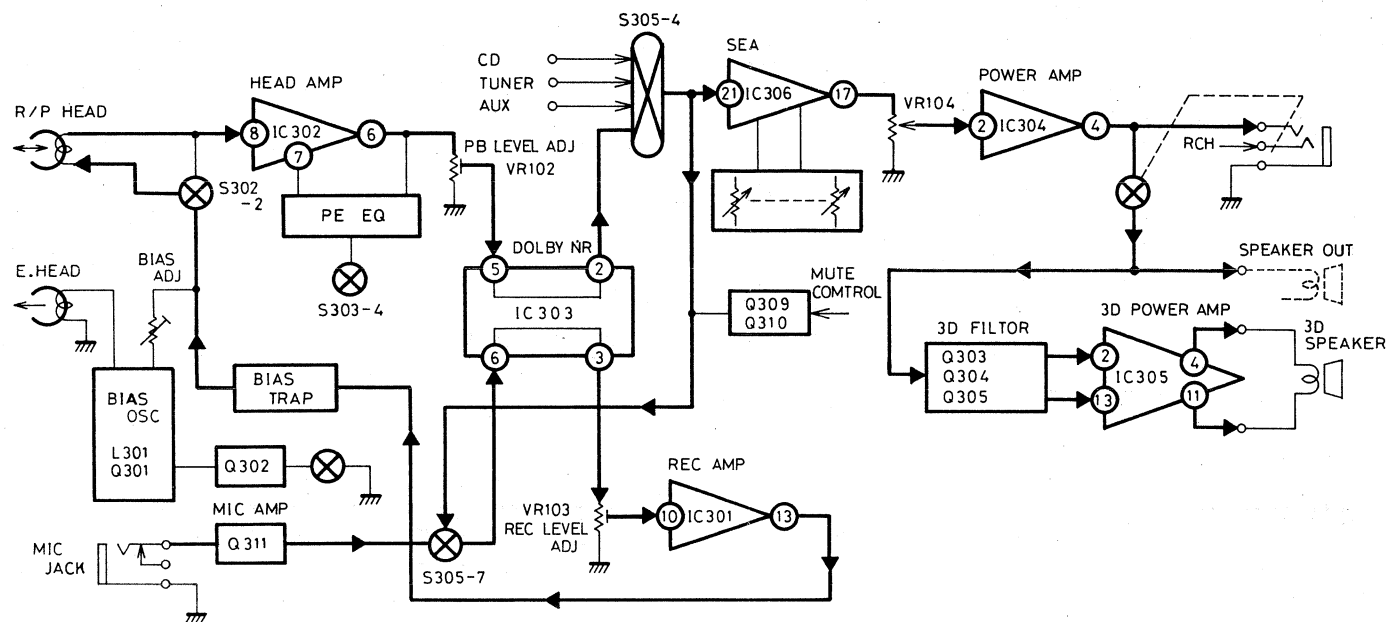 S305-4
SEA
CD
HEAD AMP
POWER AMP
TUNER
R/P HEAD
AUX
21
IC306
17
VR104
8
IC302
6
2
IC304
4
7
PB LEVEL ADJ
VR102
RCH
S302
-2
PE EQ
DOLBY NR
SPEAKER OUT
BIAS
ADJ
E.HEAD
S303-4
5
2
MUTE
COMTROL
IC303
Q309
Q310
3D FILTOR
3D POWER AMP
3D
SPEAKER
6
3
Q303
Q304
Q305
2
4
IC305
13
11
BIAS
TRAP
BIAS
OSC
L301
Q301
Q302
REC AMP
MIC AMP
VR103
REC LEVEL
ADJ
10
IC301
13
Q311
MIC
JACK
S305-7